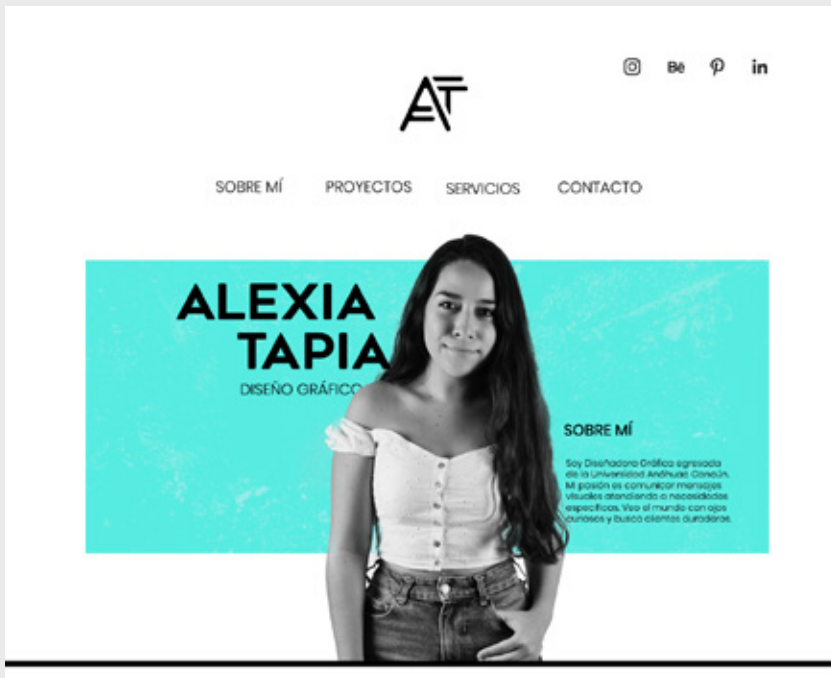 AT
Bē
in
SOBRE MÍ PROYECTOS SERVICIOS CONTACTO
ALEXIA
TAPIA
DISEÑO GRÁFICO
SOBRE MÍ
Soy Diseñadora Gráfica egresada
de la Universidad Anáhuac Cancún.
Mi pasión es comunicar mensajes
visuales atendiendo a necesidades
específicas. Veo el mundo con ojos
curiosos y busco clientes duraderos.